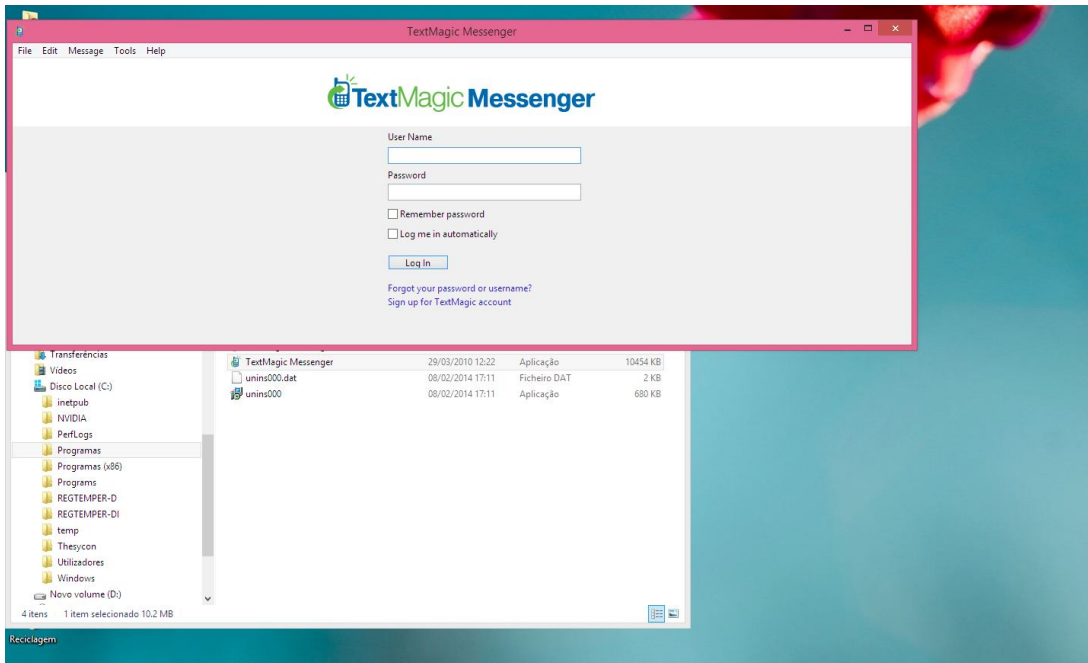 TextMagic Messenger
File Edit Message Tools Help
TextMagic Messenger
User Name
Password
Remember password
Log me in automatically
Log In
Forgot your password or username?
Sign up for TextMagic account
Transferências
Vídeos
Disco Local (C:)
inetpub
NVIDIA
PerfLogs
Programas
Programas (x86)
Programs
REGTEMPER-D
REGTEMPER-DI
temp
Thesycon
Utilizadores
Windows
Novo volume (D:)
TextMagic Messenger 29/03/2010 12:22 Aplicação 10454 KB
unins000.dat 08/02/2014 17:11 Ficheiro DAT 2 KB
unins000 08/02/2014 17:11 Aplicação 680 KB
4 itens 1 item selecionado 10.2 MB
Reciclagem